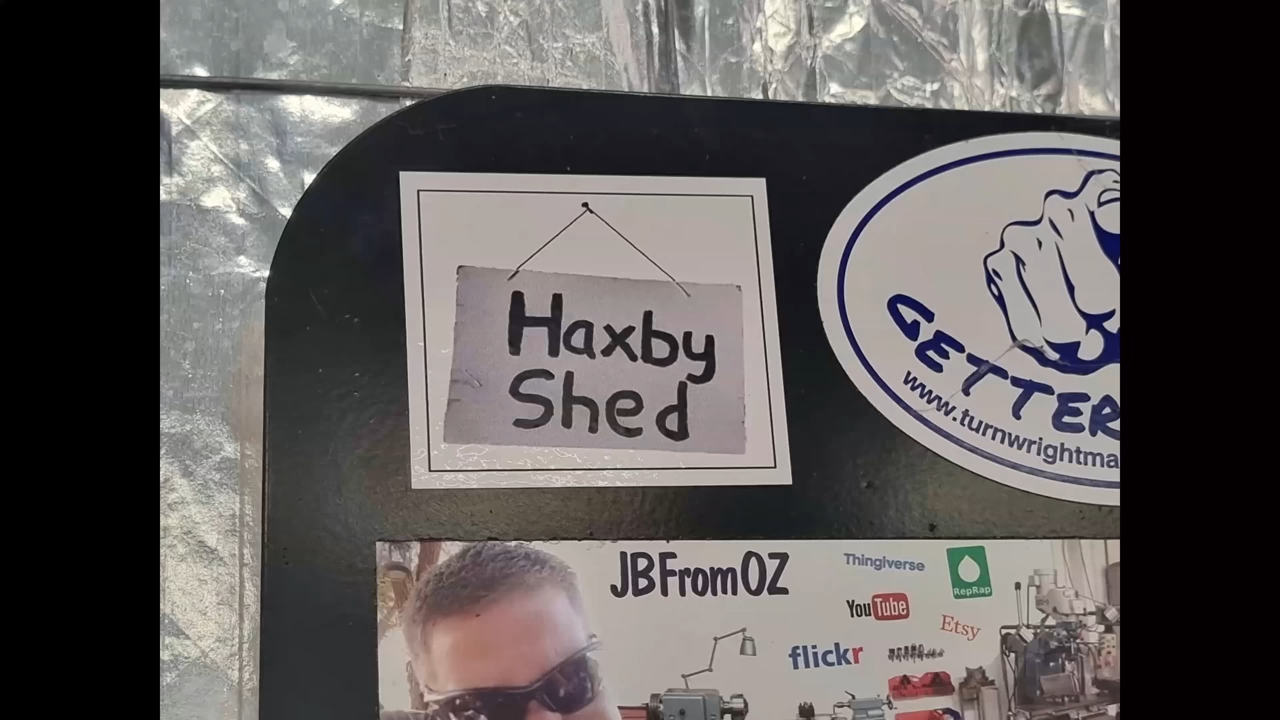 Haxby
Shed
GETTER
www.turnwrightma
JBFromOZ
Thingiverse
RepRap
YouTube
Etsy
flickr